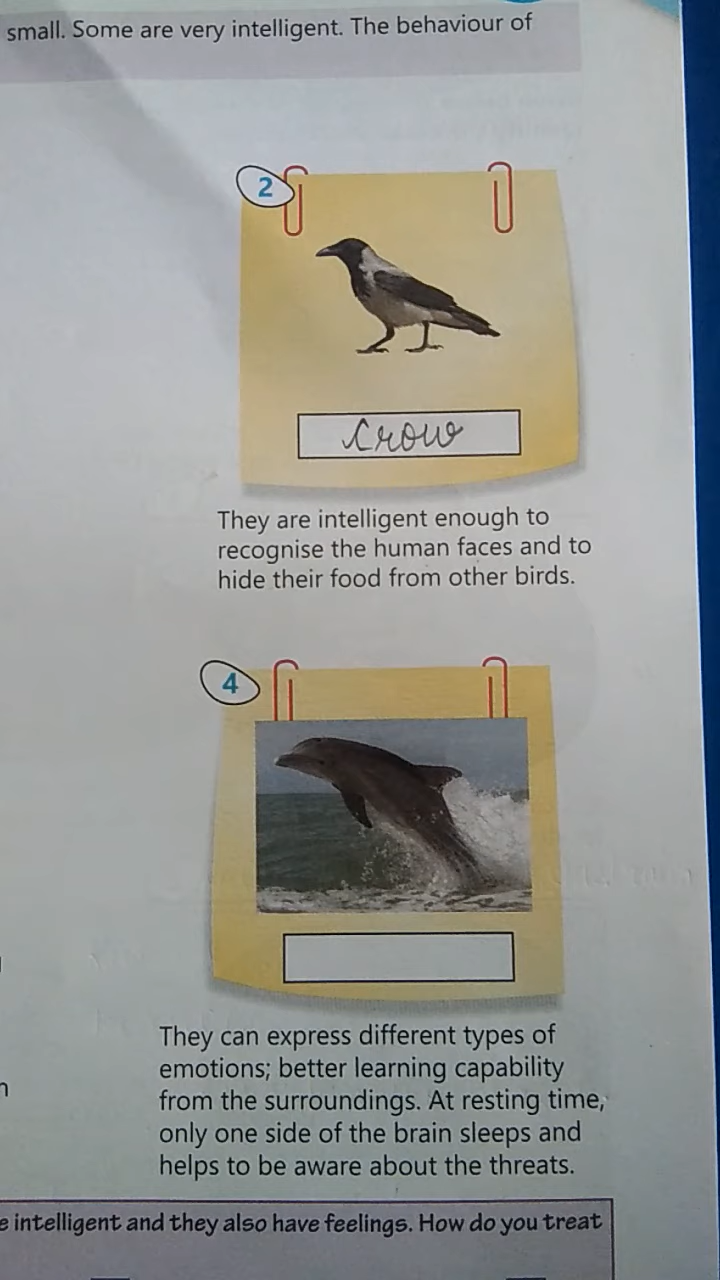 small. Some are very intelligent. The behaviour of
2
crow
They are intelligent enough to
recognise the human faces and to
hide their food from other birds.
4
They can express different types of
emotions; better learning capability
from the surroundings. At resting time,
only one side of the brain sleeps and
helps to be aware about the threats.
intelligent and they also have feelings. How do you treat